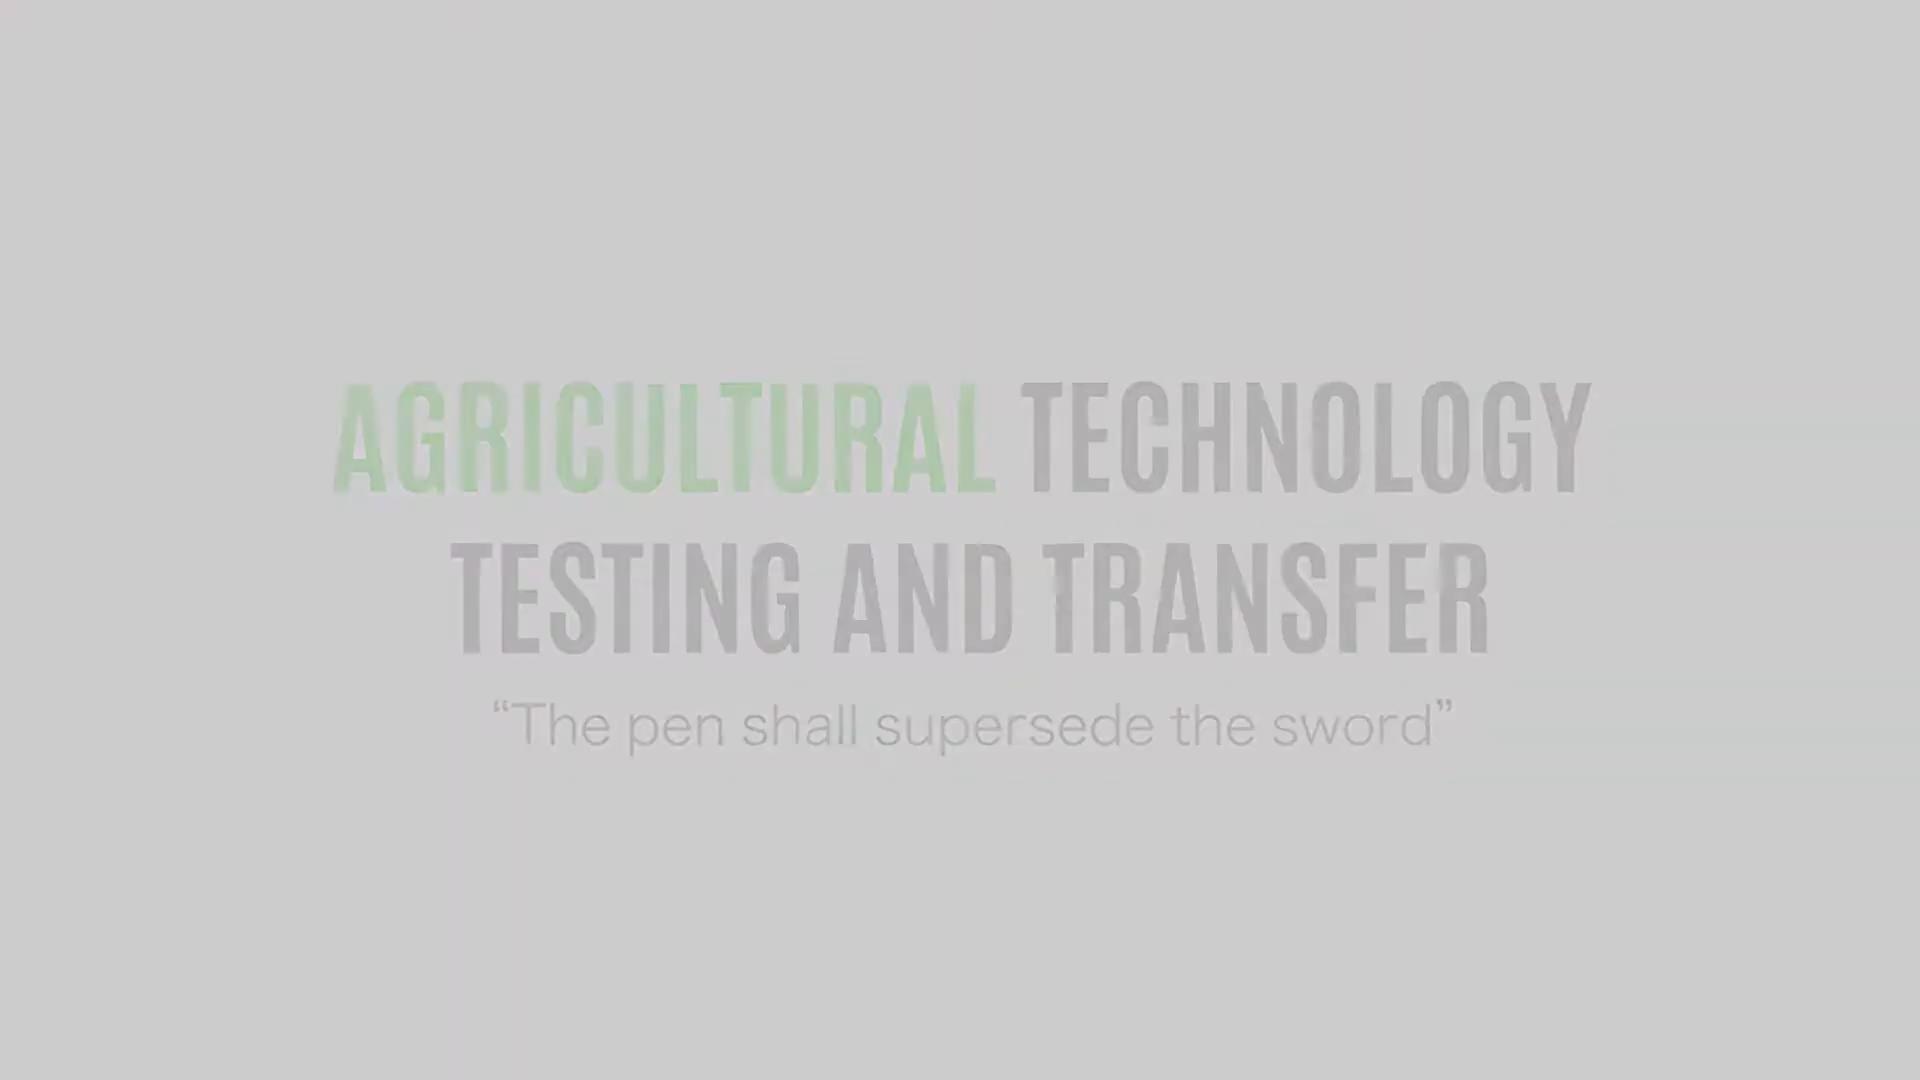 AGRICULTURAL TECHNOLOGY
TESTING AND TRANSFER
“The pen shall supersede the sword”